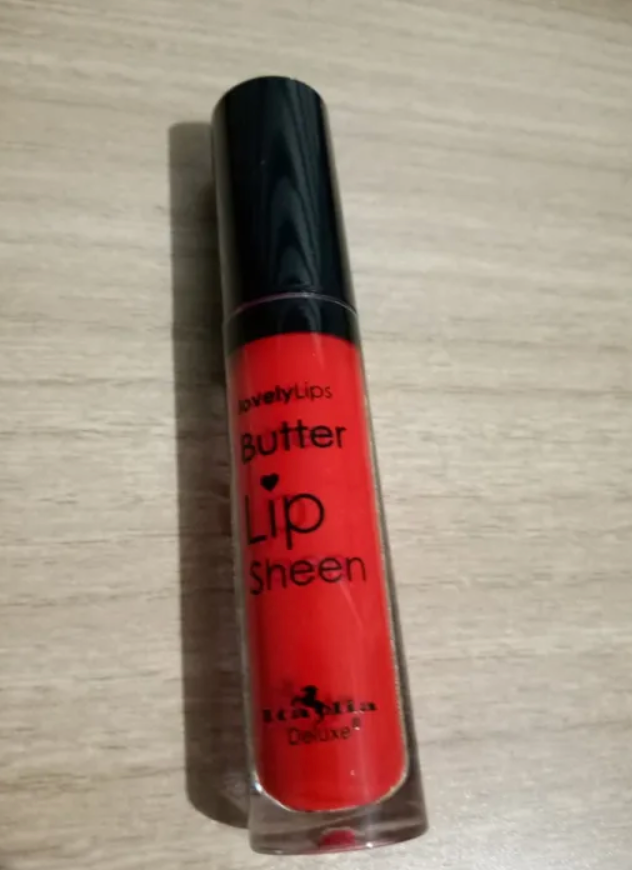 lovelyLips
Butter
Lip
Sheen
Italia
Deluxe®